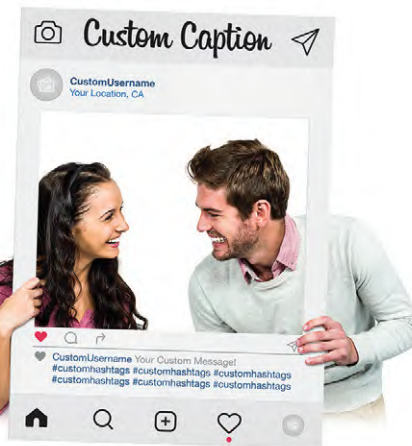 Custom Caption
CustomUsername
Your Location, CA
CustomUsername Your Custom Message!
#customhashtags #customhashtags #customhashtags
#customhashtags #customhashtags #customhashtags